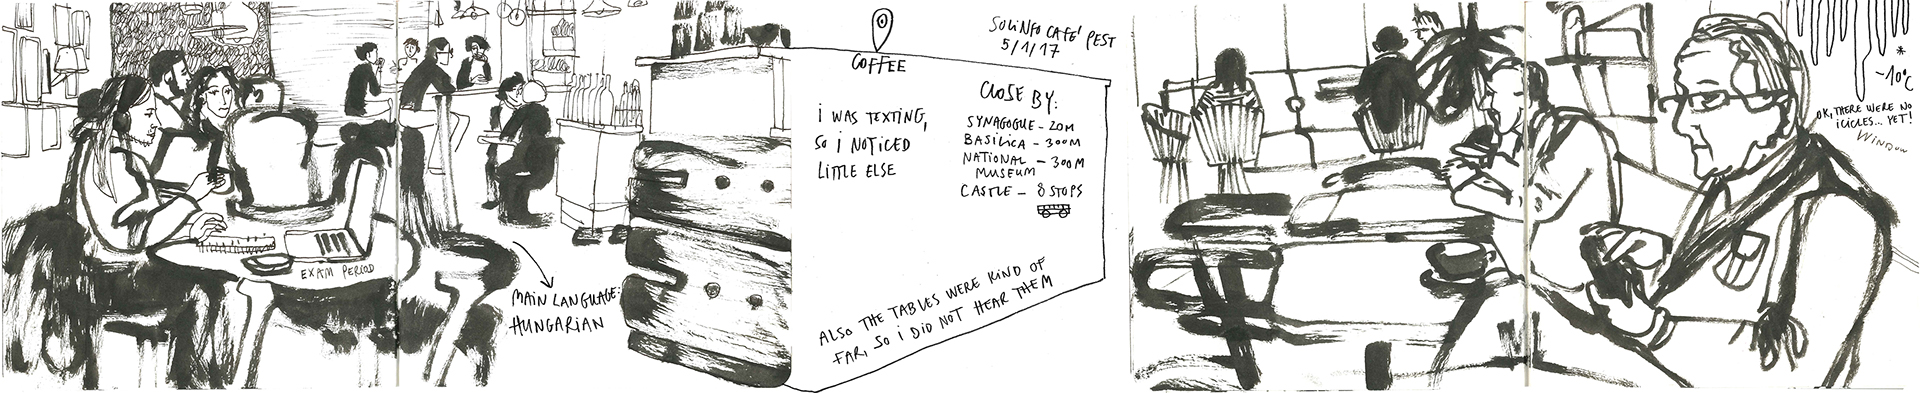 EXAM PERIOD
MAIN LANGUAGE:
HUNGARIAN
COFFEE
SOLINFO CAFÉ PEST
5/1/17
I WAS TEXTING,
SO I NOTICED
LITTLE ELSE
CLOSE BY:
SYNAGOGUE - 20M
BASILICA - 300M
NATIONAL - 300M
MUSEUM
CASTLE - 8 STOPS
ALSO THE TABLES WERE KIND OF
FAR, SO I DID NOT HEAR THEM
*
-10°C
OK, THERE WERE NO
ICICLES... YET!
WINDOW